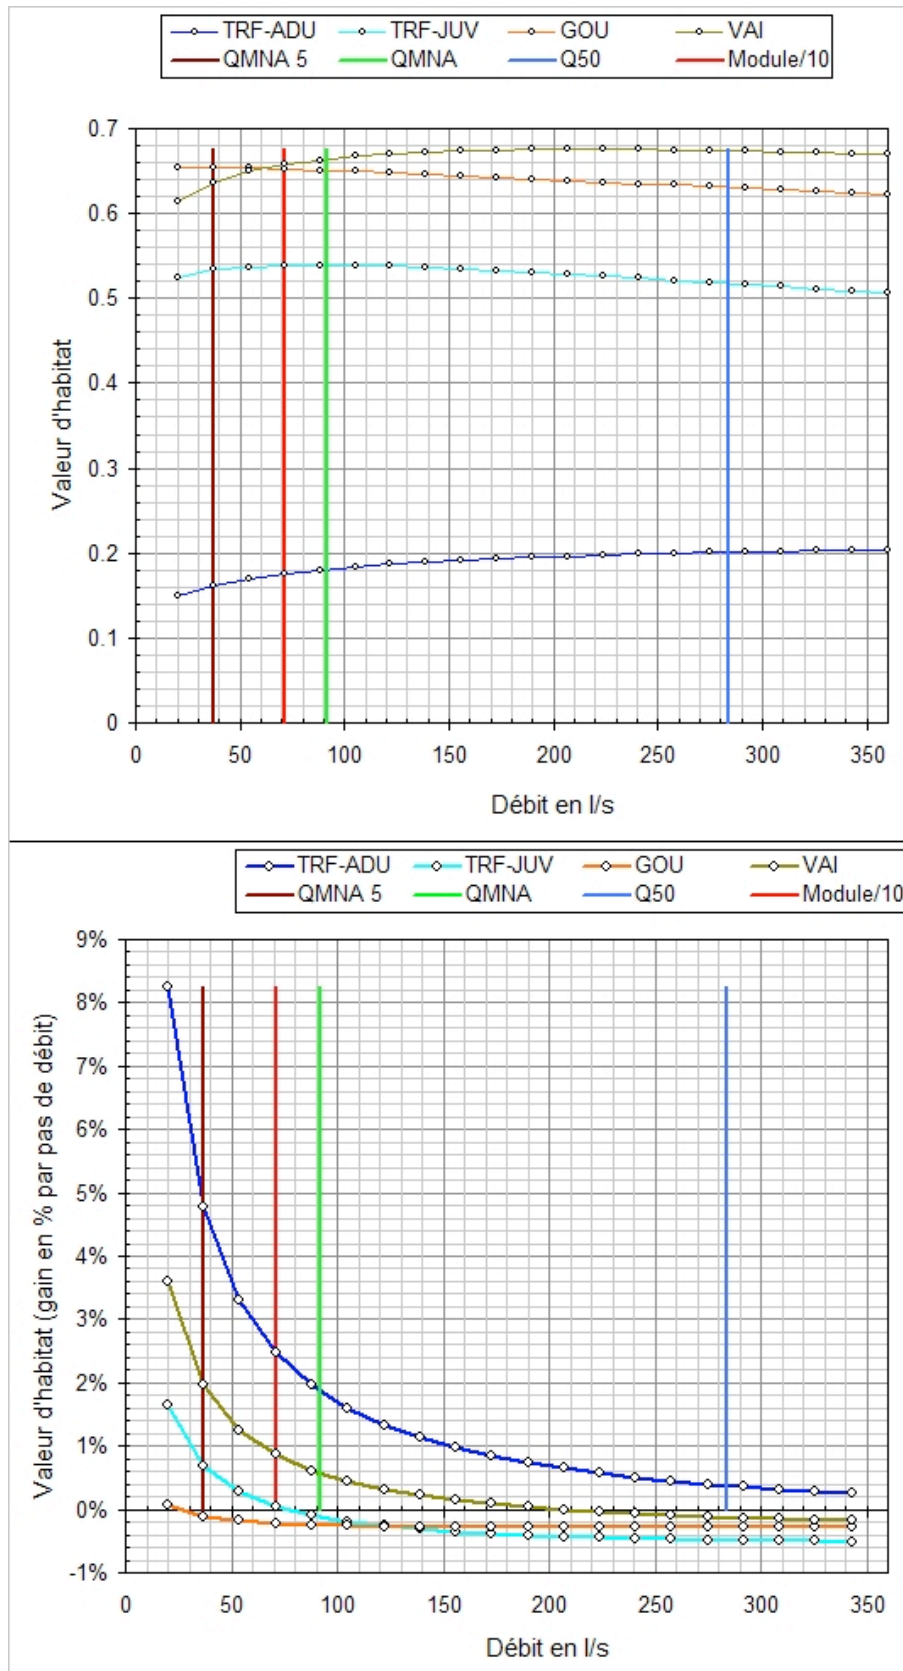 TRF-ADU TRF-JUV GOU VAI
QMNA 5 QMNA Q50 Module/10
Valeur d'habitat
0.7
0.6
0.5
0.4
0.3
0.2
0.1
0
0 50 100 150 200 250 300 350
Débit en l/s
TRF-ADU TRF-JUV GOU VAI
QMNA 5 QMNA Q50 Module/10
Valeur d'habitat (gain en % par pas de débit)
9%
8%
7%
6%
5%
4%
3%
2%
1%
0%
-1%
0 50 100 150 200 250 300 350
Débit en l/s